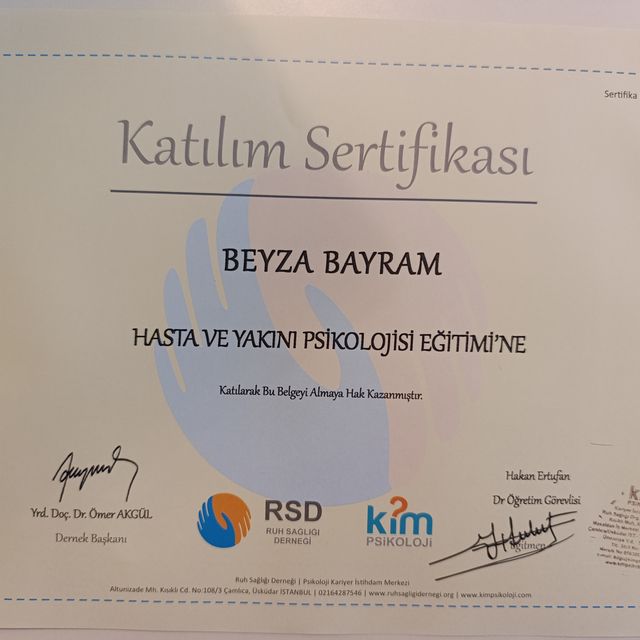 Sertifika
Katılım Sertifikası
BEYZA BAYRAM
HASTA VE YAKINI PSİKOLOJİSİ EĞİTİMİ'NE
Katılarak Bu Belgeyi Almaya Hak Kazanmıştır.
Yrd. Doç. Dr. Ömer AKGÜL
Dernek Başkanı
RSD
RUH SAGLIGI
DERNEGİ
kim
PSİKOLOJİ
Hakan Ertufan
Dr Öğretim Görevlisi
Eğitmen
Ruh Sağlığı Derneği | Psikoloji Kariyer İstihdam Merkezi
Altunizade Mh. Kısıklı Cd. No:108/3 Çamlıca, Üsküdar İSTANBUL | 02164287546 | www.ruhsagligidernegi.org | www.kimpsikoloji.com